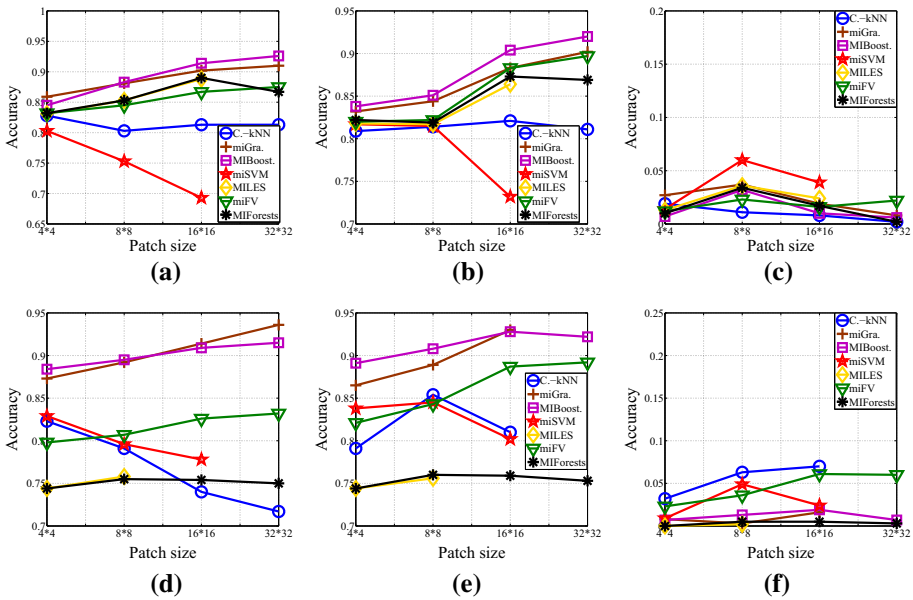 1
0.95
0.9
0.85
0.8
0.75
0.7
0.65
Accuracy
4*4
8*8
16*16
32*32
Patch size
C.-kNN
miGra.
MIBoost.
miSVM
MILES
miFV
MIForests
(a)
0.95
0.9
0.85
0.8
0.75
0.7
Accuracy
4*4
8*8
16*16
32*32
Patch size
C.-kNN
miGra.
MIBoost.
miSVM
MILES
miFV
MIForests
(b)
0.2
0.15
0.1
0.05
0
Accuracy
4*4
8*8
16*16
32*32
Patch size
C.-kNN
miGra.
MIBoost.
miSVM
MILES
miFV
MIForests
(c)
0.95
0.9
0.85
0.8
0.75
0.7
Accuracy
4*4
8*8
16*16
32*32
Patch size
(d)
0.95
0.9
0.85
0.8
0.75
0.7
Accuracy
4*4
8*8
16*16
32*32
Patch size
C.-kNN
miGra.
MIBoost.
miSVM
MILES
miFV
MIForests
(e)
0.25
0.2
0.15
0.1
0.05
0
Accuracy
4*4
8*8
16*16
32*32
Patch size
C.-kNN
miGra.
MIBoost.
miSVM
MILES
miFV
MIForests
(f)